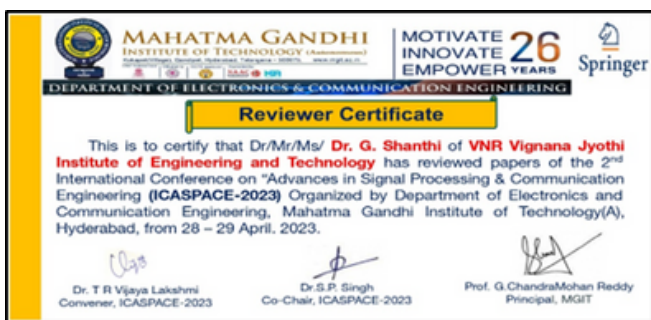 MAHATMA GANDHI
INSTITUTE OF TECHNOLOGY (Autonomous)
MOTIVATE
INNOVATE
EMPOWER
26
YEARS
Springer
DEPARTMENT OF ELECTRONICS & COMMUNICATION ENGINEERING
Reviewer Certificate
This is to certify that Dr/Mr/Ms/ Dr. G. Shanthi of VNR Vignana Jyothi
Institute of Engineering and Technology has reviewed papers of the 2nd
International Conference on "Advances in Signal Processing & Communication
Engineering (ICASPACE-2023) Organized by Department of Electronics and
Communication Engineering, Mahatma Gandhi Institute of Technology(A),
Hyderabad, from 28 – 29 April. 2023.
Dr. T R Vijaya Lakshmi
Convener, ICASPACE-2023
Dr.S.P. Singh
Co-Chair, ICASPACE-2023
Prof. G.ChandraMohan Reddy
Principal, MGIT